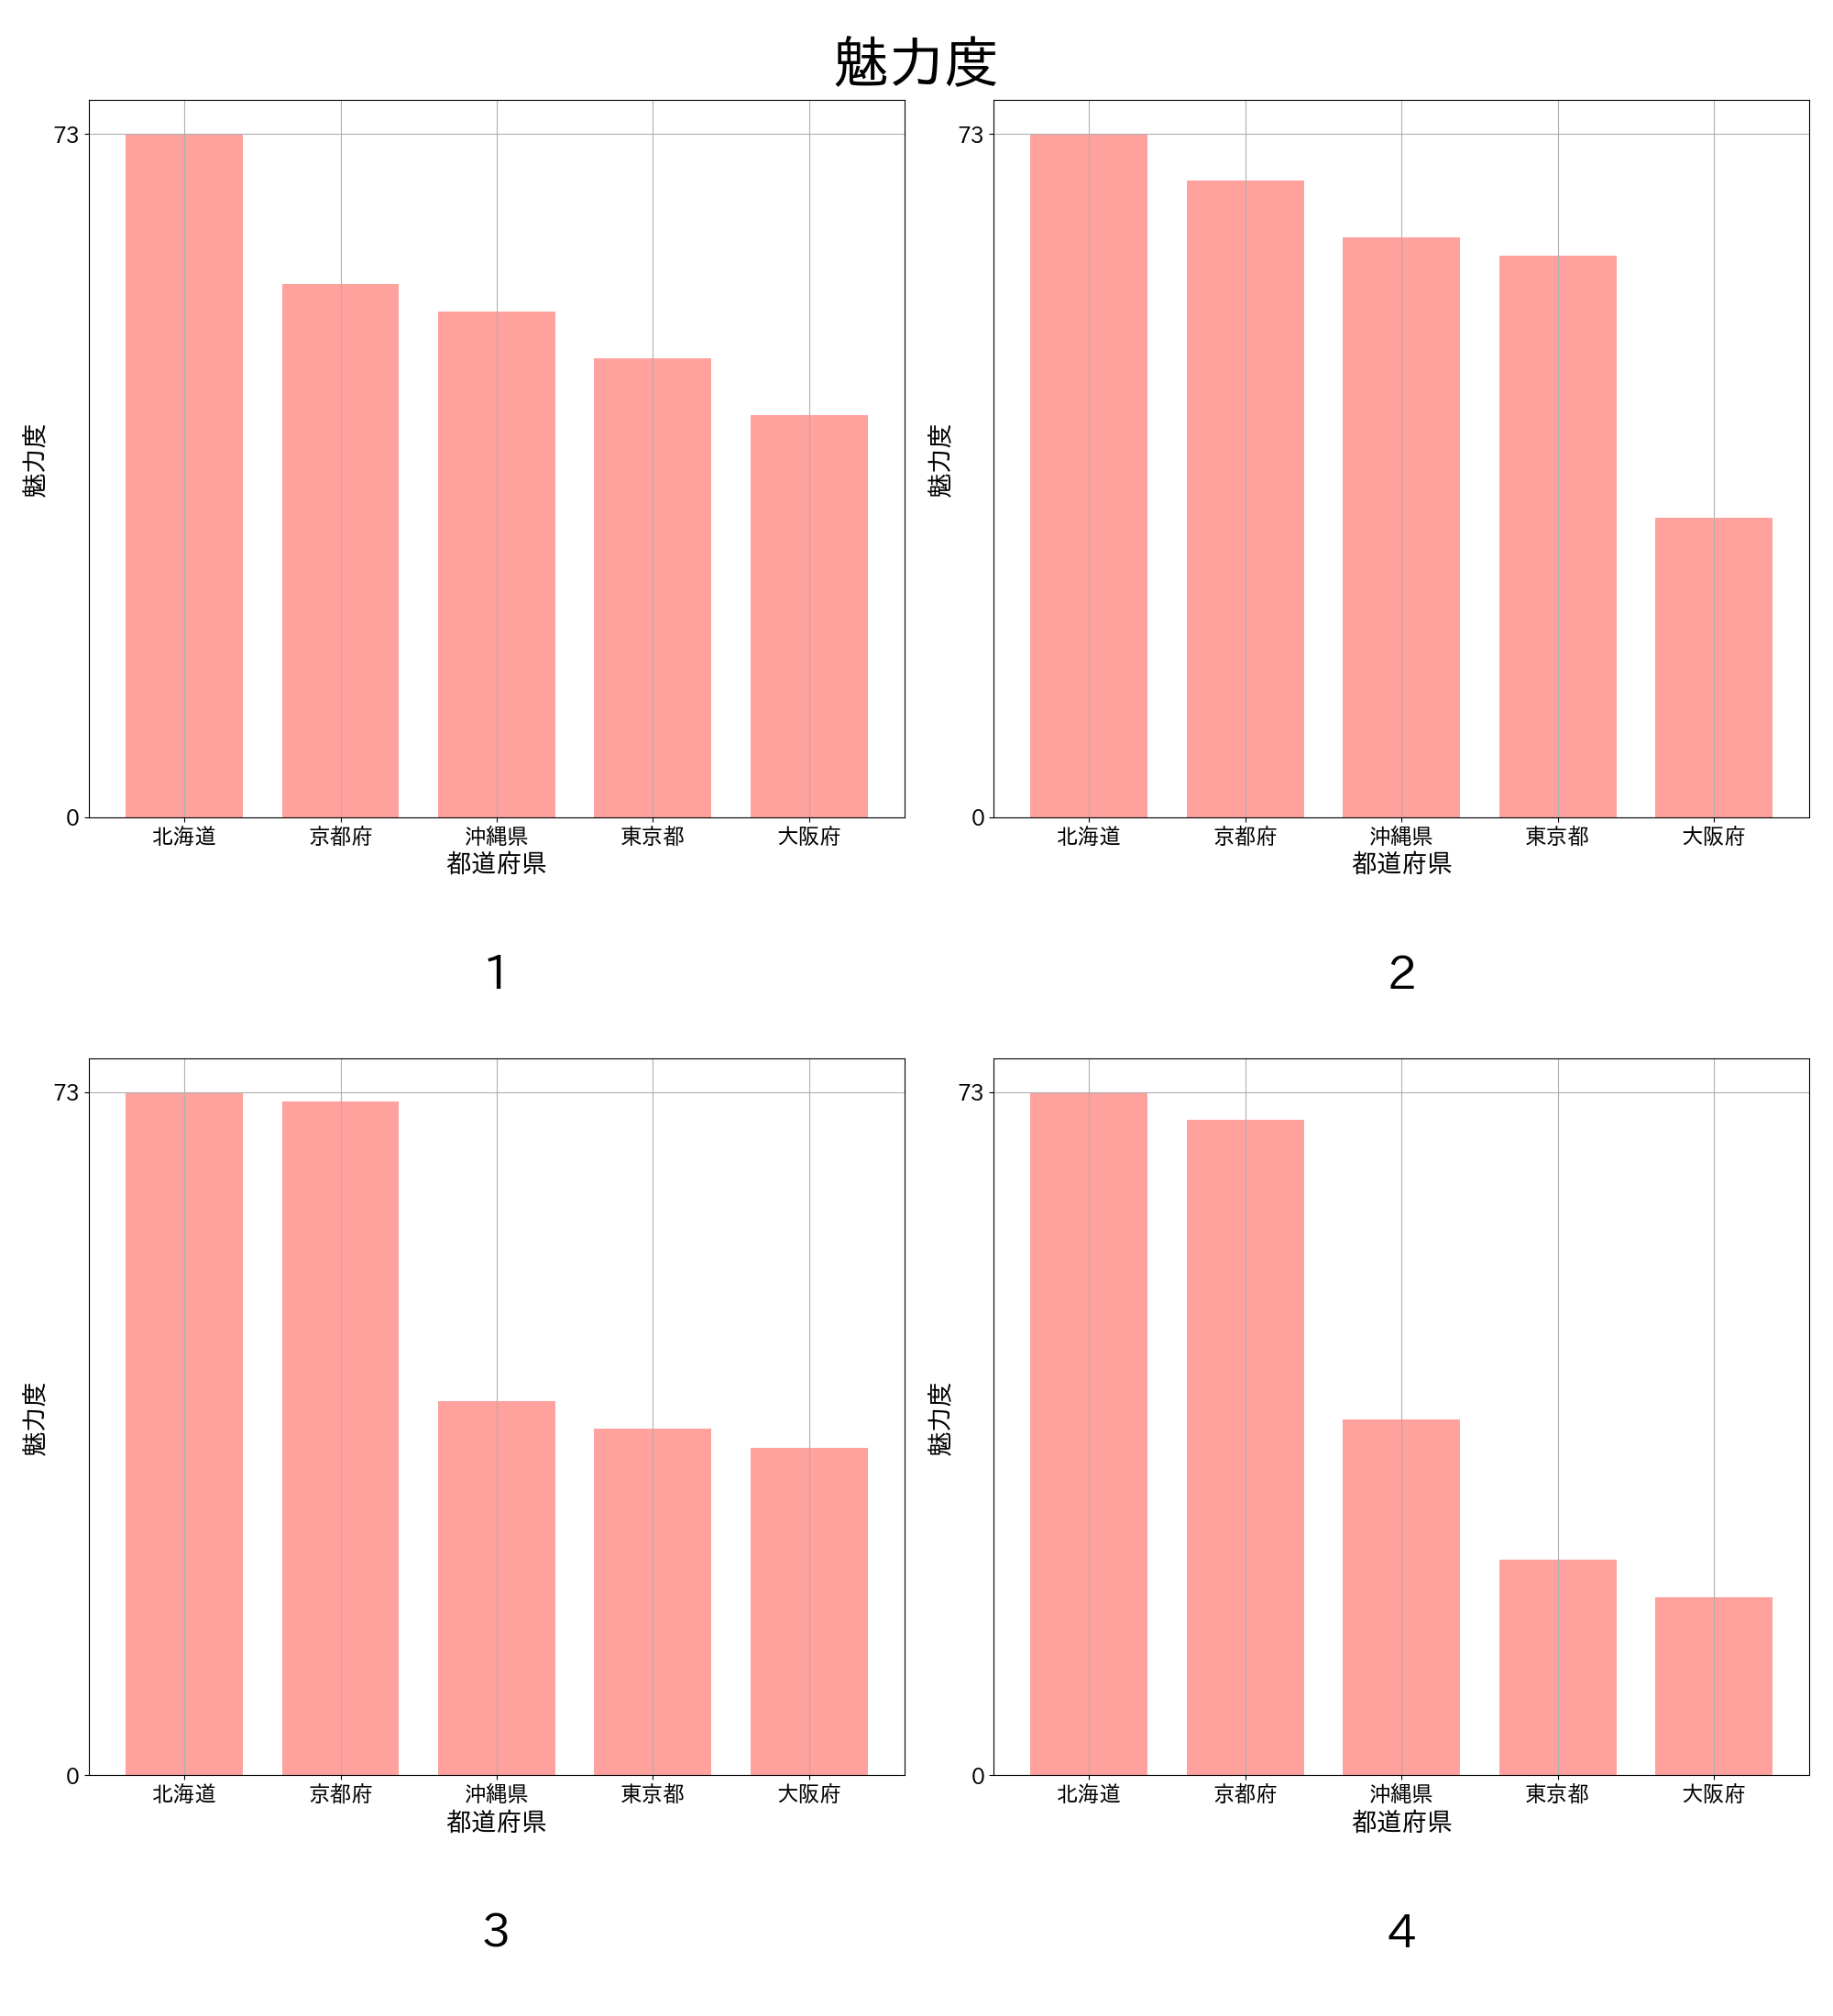 魅力度
73
0
魅力度
北海道 京都府 沖縄県 東京都 大阪府
都道府県
1
73
0
魅力度
北海道 京都府 沖縄県 東京都 大阪府
都道府県
2
73
0
魅力度
北海道 京都府 沖縄県 東京都 大阪府
都道府県
3
73
0
魅力度
北海道 京都府 沖縄県 東京都 大阪府
都道府県
4